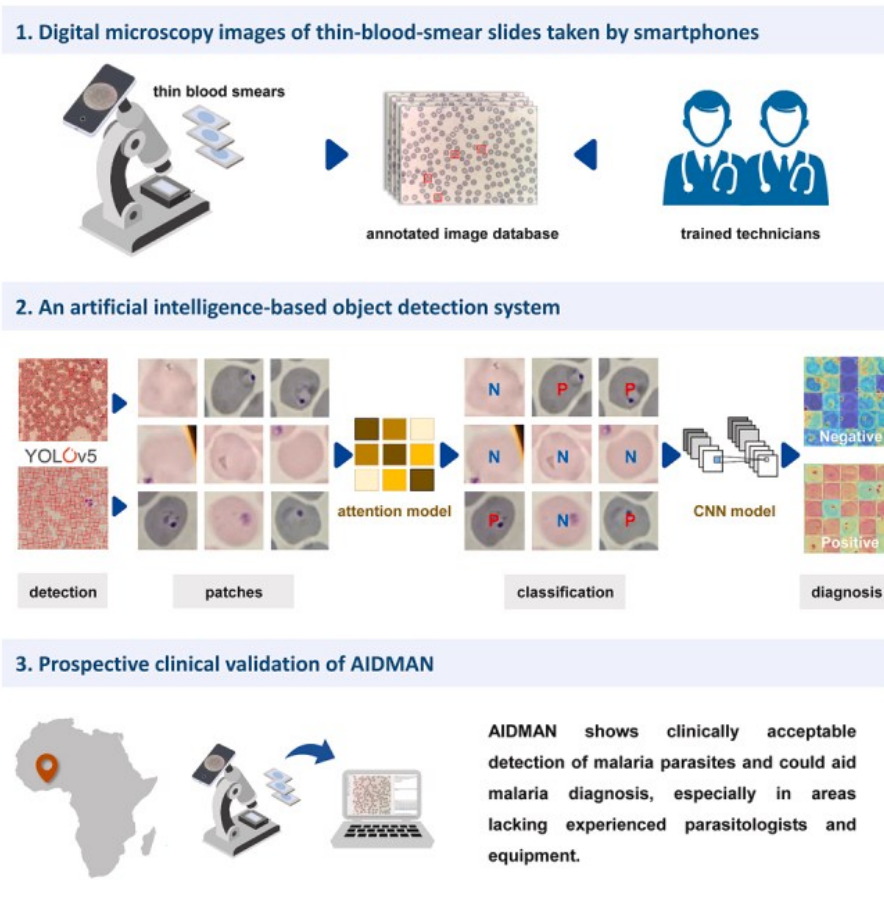 1. Digital microscopy images of thin-blood-smear slides taken by smartphones
thin blood smears
annotated image database
trained technicians
2. An artificial intelligence-based object detection system
YOLOv5
N P P
N N N
P N P
attention model
CNN model
Negative
Positive
detection
patches
classification
diagnosis
3. Prospective clinical validation of AIDMAN
AIDMAN shows clinically acceptable
detection of malaria parasites and could aid
malaria diagnosis, especially in areas
lacking experienced parasitologists and
equipment.